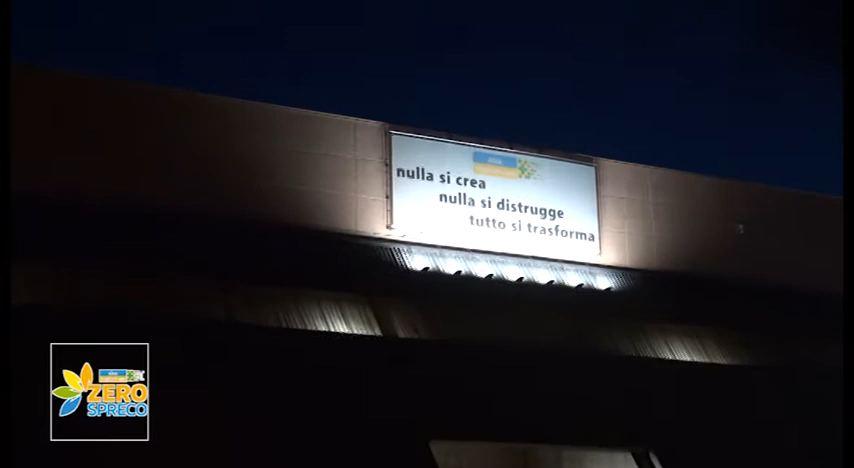 nulla si crea
nulla si distrugge
tutto si trasforma
ZERO
SPRECO